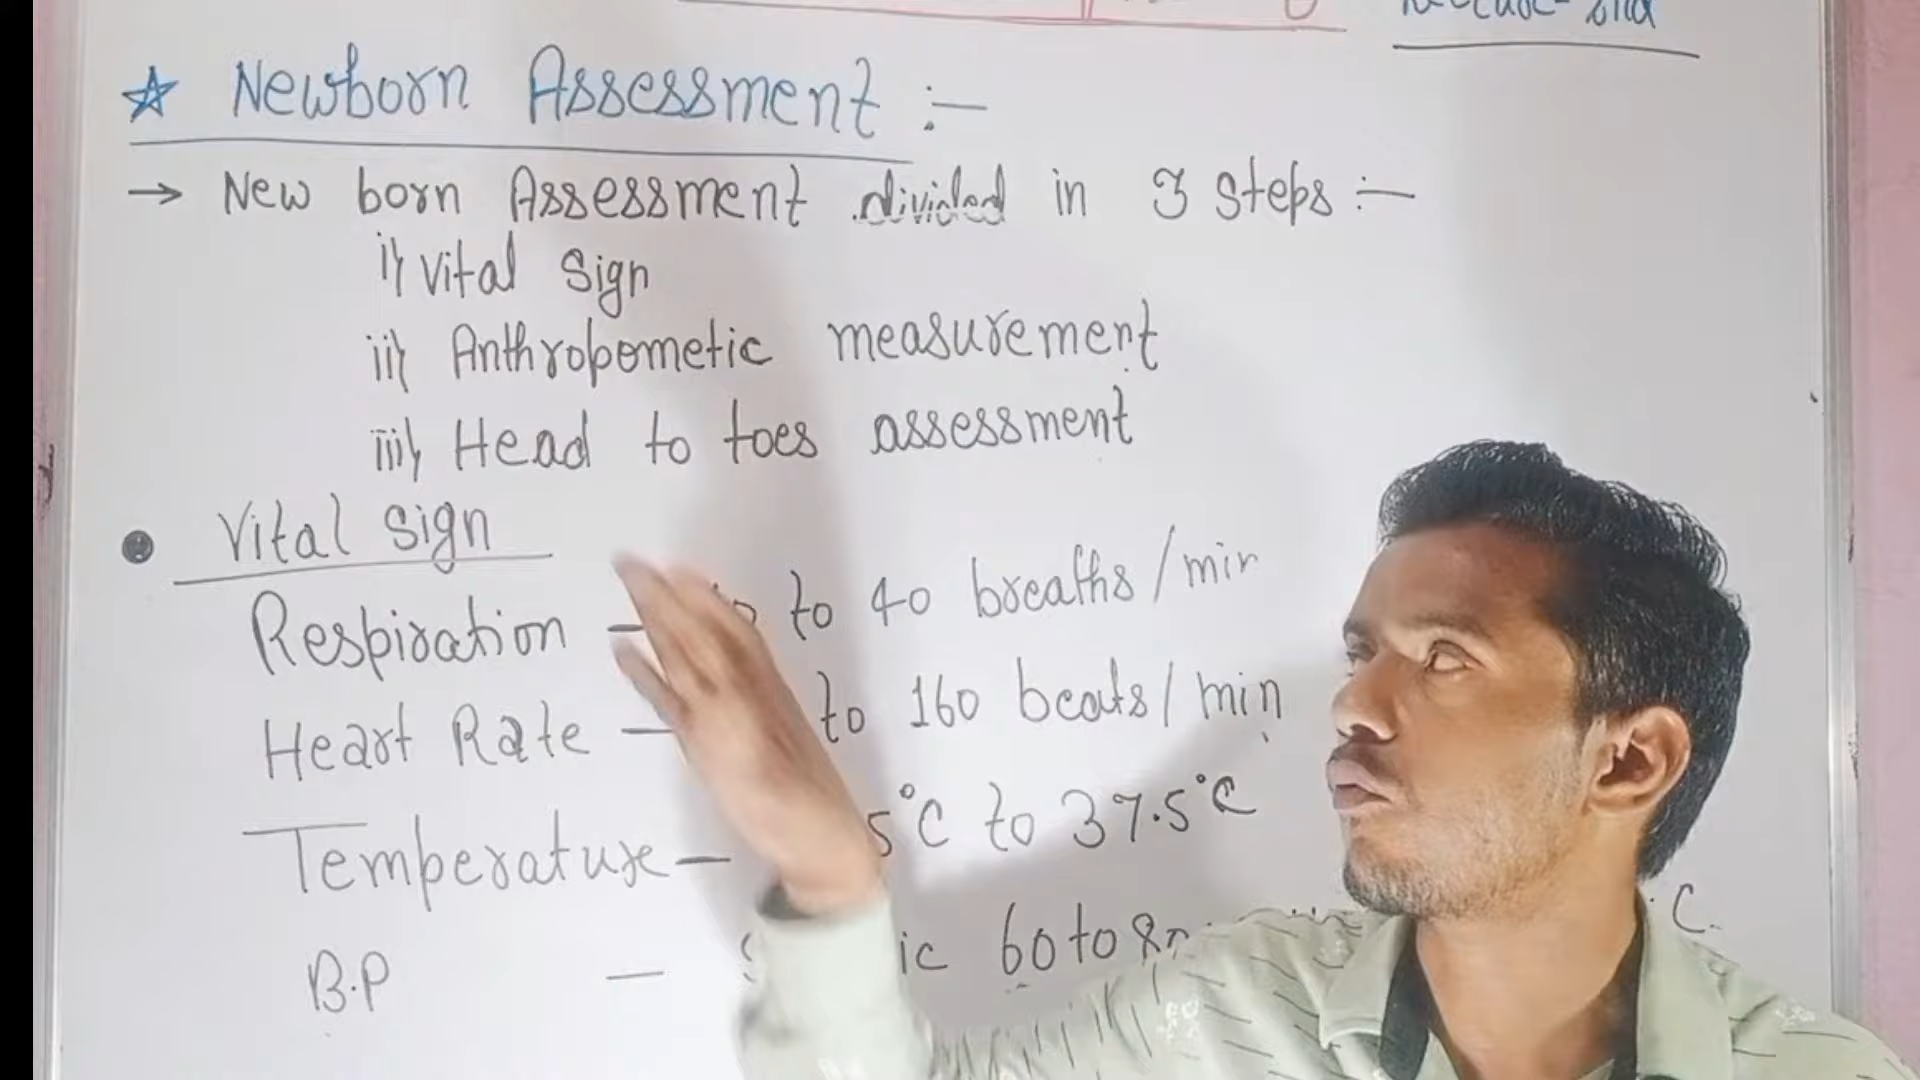 ☆ Newborn Assessment :-
→ New born Assessment divided in 3 steps :-
i) Vital Sign
ii) Anthropometic measurement
iii) Head to toes assessment
• Vital Sign
Respiration - to 40 breaths/min
Heart Rate - to 160 beats/min
Temperature - 5°C to 37.5°C
B.P - ic 60 to